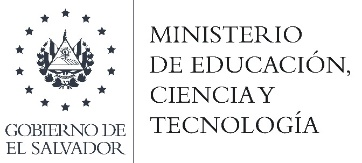 GOBIERNO DE
EL SALVADOR
MINISTERIO
DE EDUCACIÓN,
CIENCIA Y
TECNOLOGÍA